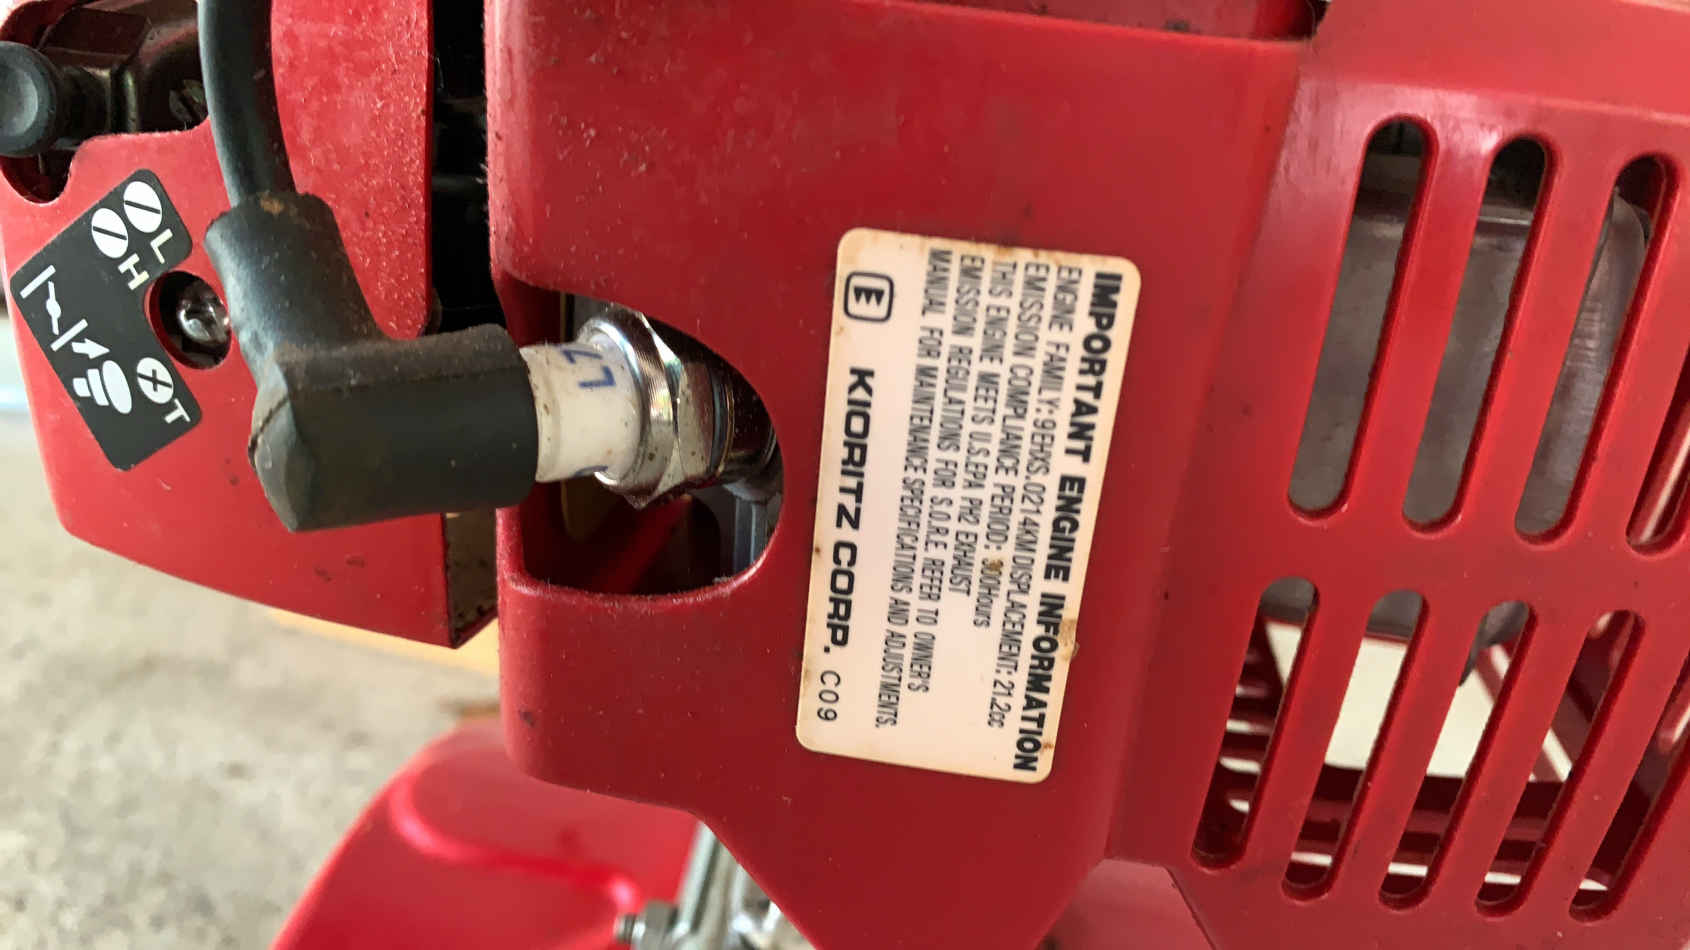 L
H
T
L7
IMPORTANT ENGINE INFORMATION
ENGINE FAMILY: 9EHXS.0214KM DISPLACEMENT: 21.2cc
EMISSION COMPLIANCE PERIOD: 300HOURS
THIS ENGINE MEETS U.S.EPA PH2 EXHAUST
EMISSION REGULATIONS FOR S.O.R.E. REFER TO OWNER'S
MANUAL FOR MAINTENANCE SPECIFICATIONS AND ADJUSTMENTS.
E KIORITZ CORP. C09